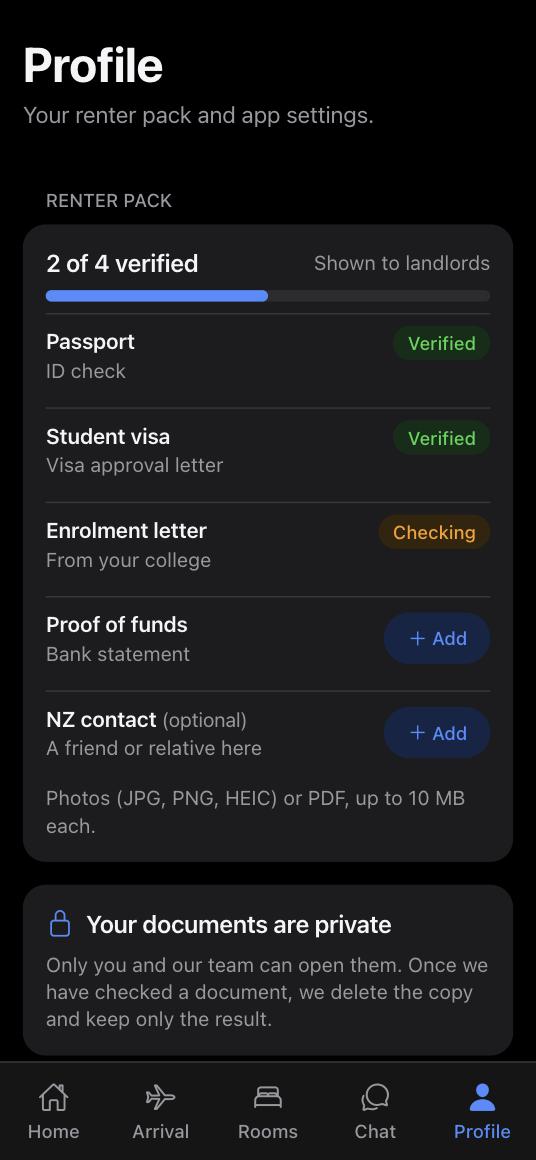 Profile
Your renter pack and app settings.
RENTER PACK
2 of 4 verified
Shown to landlords
Passport
Verified
ID check
Student visa
Verified
Visa approval letter
Enrolment letter
Checking
From your college
Proof of funds
+ Add
Bank statement
NZ contact (optional)
+ Add
A friend or relative here
Photos (JPG, PNG, HEIC) or PDF, up to 10 MB
each.
Your documents are private
Only you and our team can open them. Once we
have checked a document, we delete the copy
and keep only the result.
Home
Arrival
Rooms
Chat
Profile